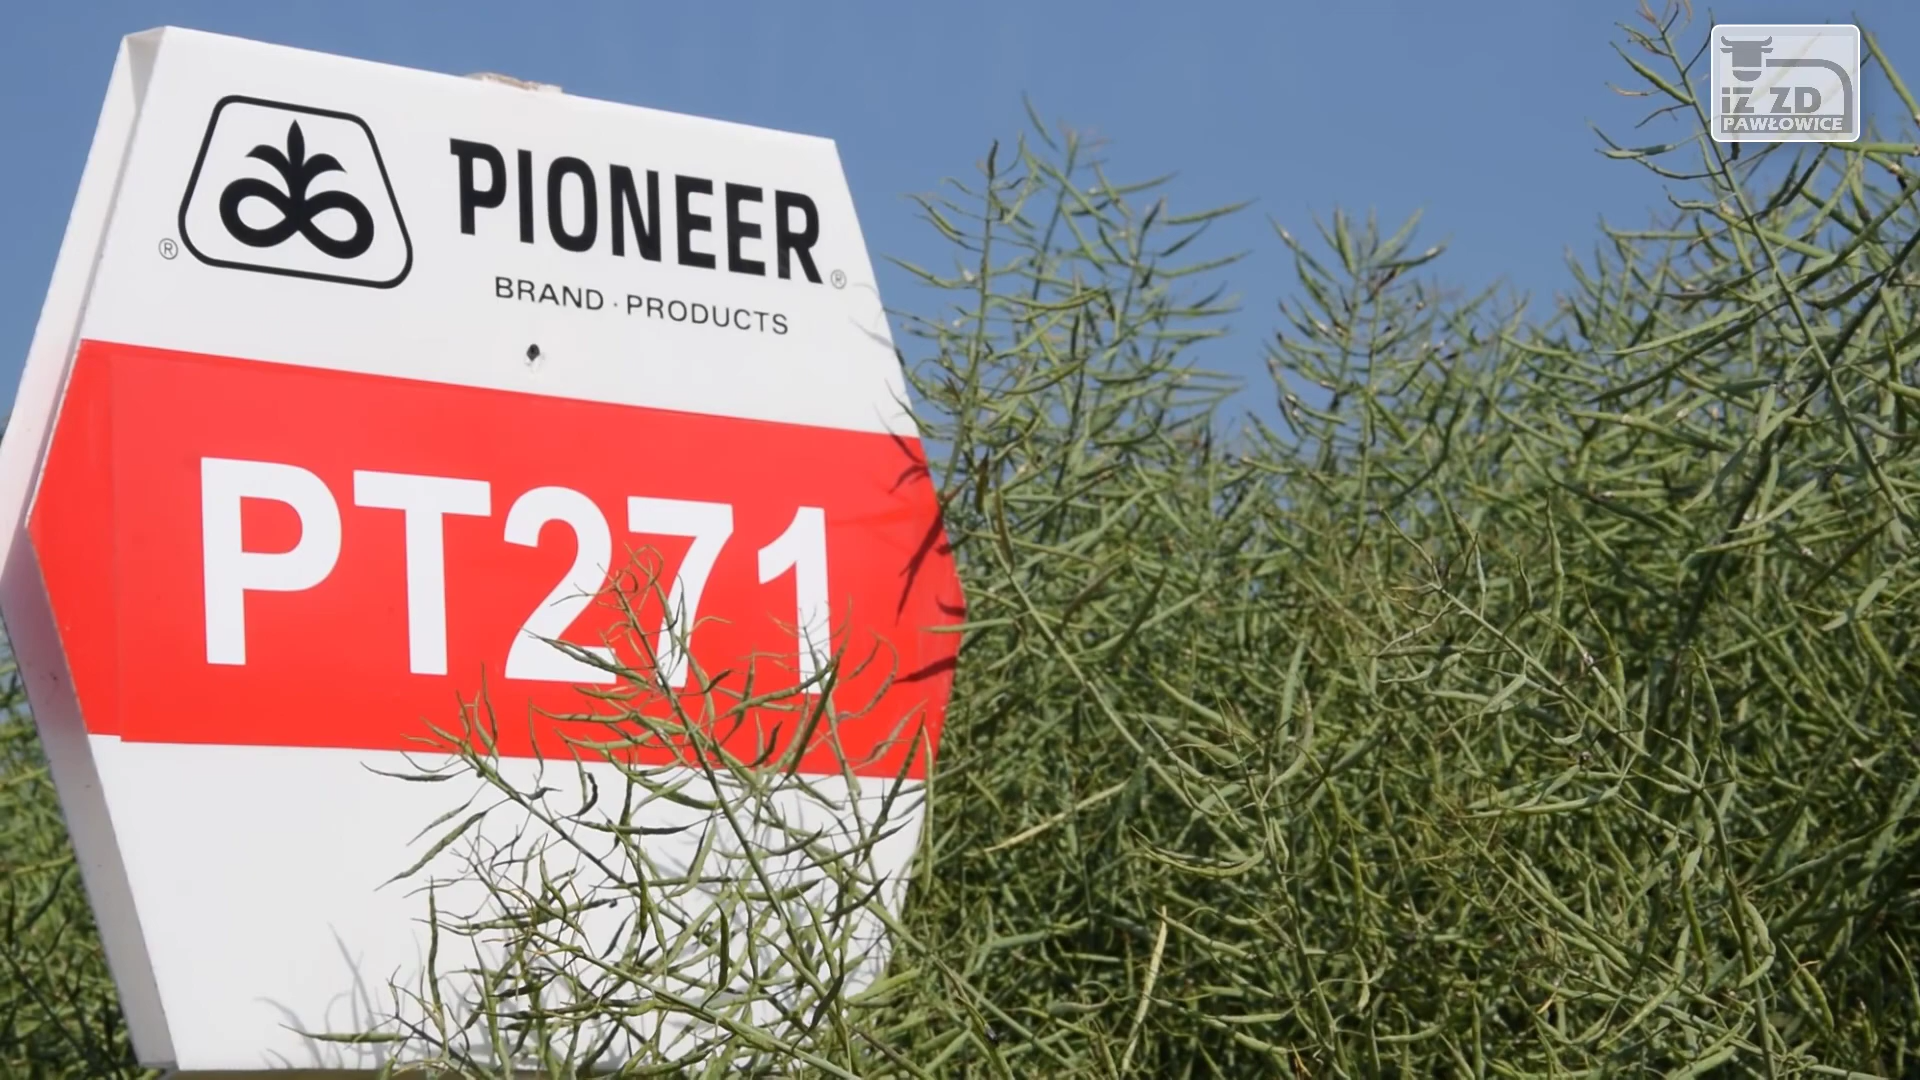 PIONEER
®
®
BRAND · PRODUCTS
PT271
IZ ZD
PAWŁOWICE